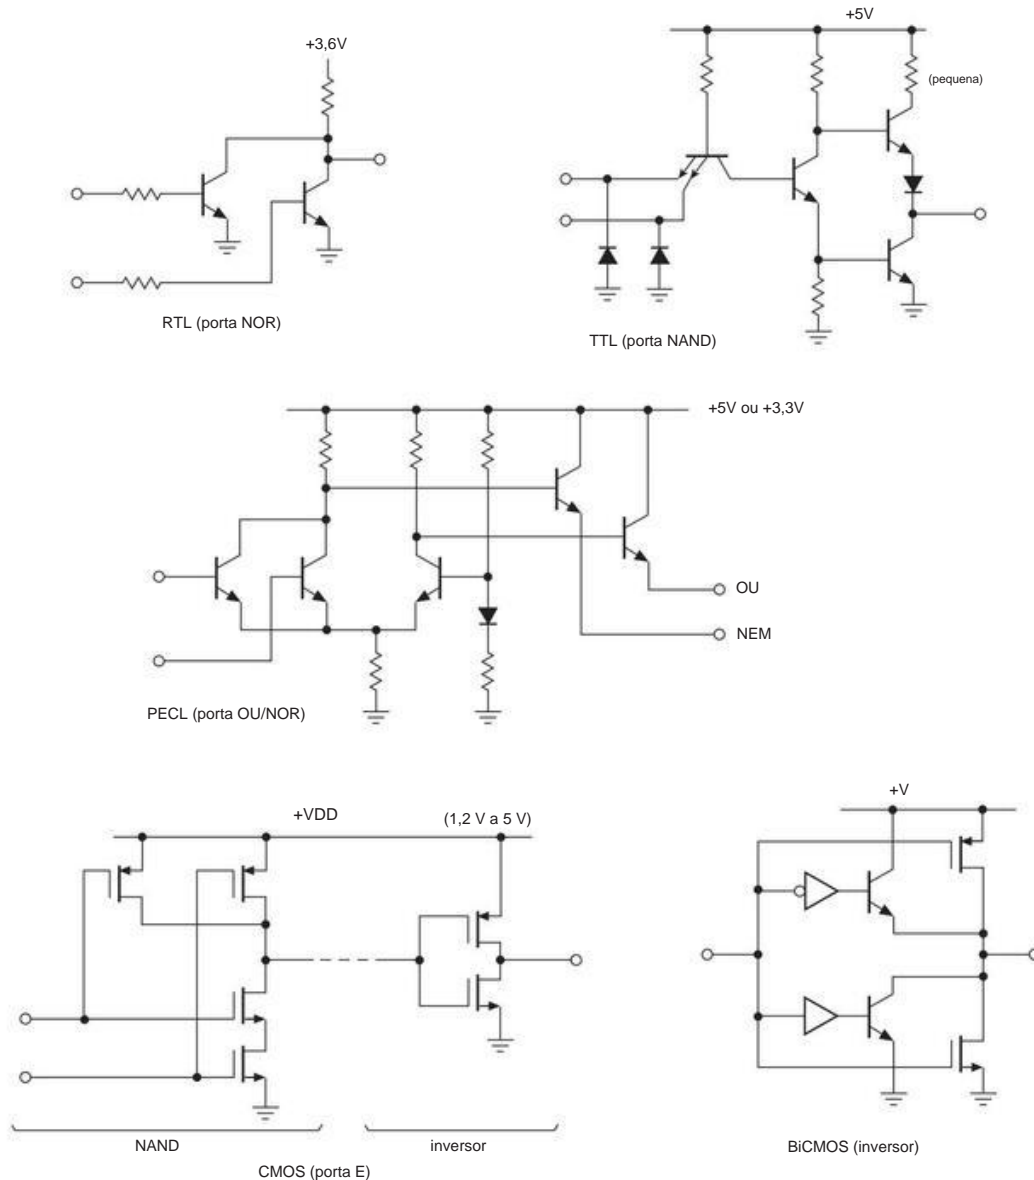 +3,6V
RTL (porta NOR)
+5V
(pequena)
TTL (porta NAND)
+5V ou +3,3V
OU
NEM
PECL (porta OU/NOR)
+VDD
(1,2 V a 5 V)
NAND
inversor
CMOS (porta E)
+V
BiCMOS (inversor)